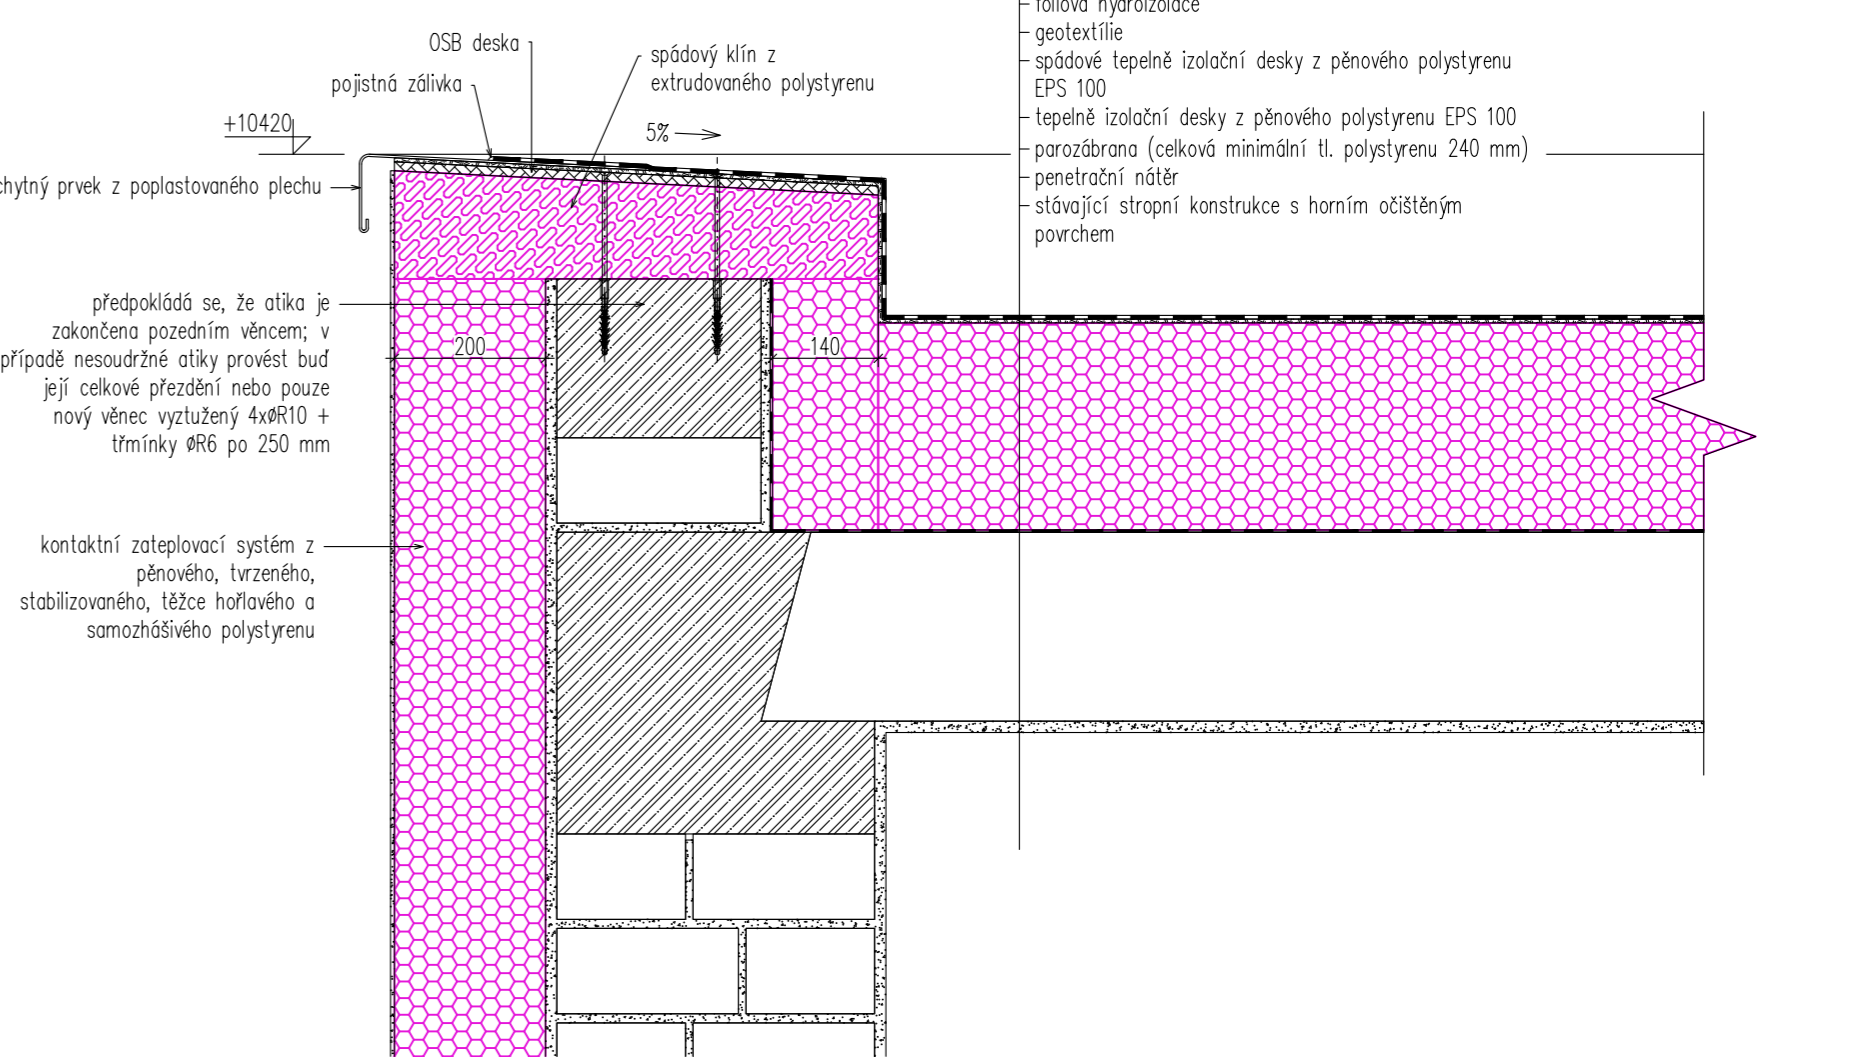 fóliová hydroizolace
geotextílie
spádové tepelně izolační desky z pěnového polystyrenu
EPS 100
tepelně izolační desky z pěnového polystyrenu EPS 100
parozábrana (celková minimální tl. polystyrenu 240 mm)
penetrační nátěr
stávající stropní konstrukce s horním očištěným
povrchem
OSB deska
pojistná zálivka
spádový klín z
extrudovaného polystyrenu
+10420
5%
chytný prvek z poplastovaného plechu
předpokládá se, že atika je
zakončena pozedním věncem; v
případě nesoudržné atiky provést buď
její celkové přezdění nebo pouze
nový věnec vyztužený 4xøR10 +
třmínky øR6 po 250 mm
200
140
kontaktní zateplovací systém z
pěnového, tvrzeného,
stabilizovaného, těžce hořlavého a
samozhášivého polystyrenu